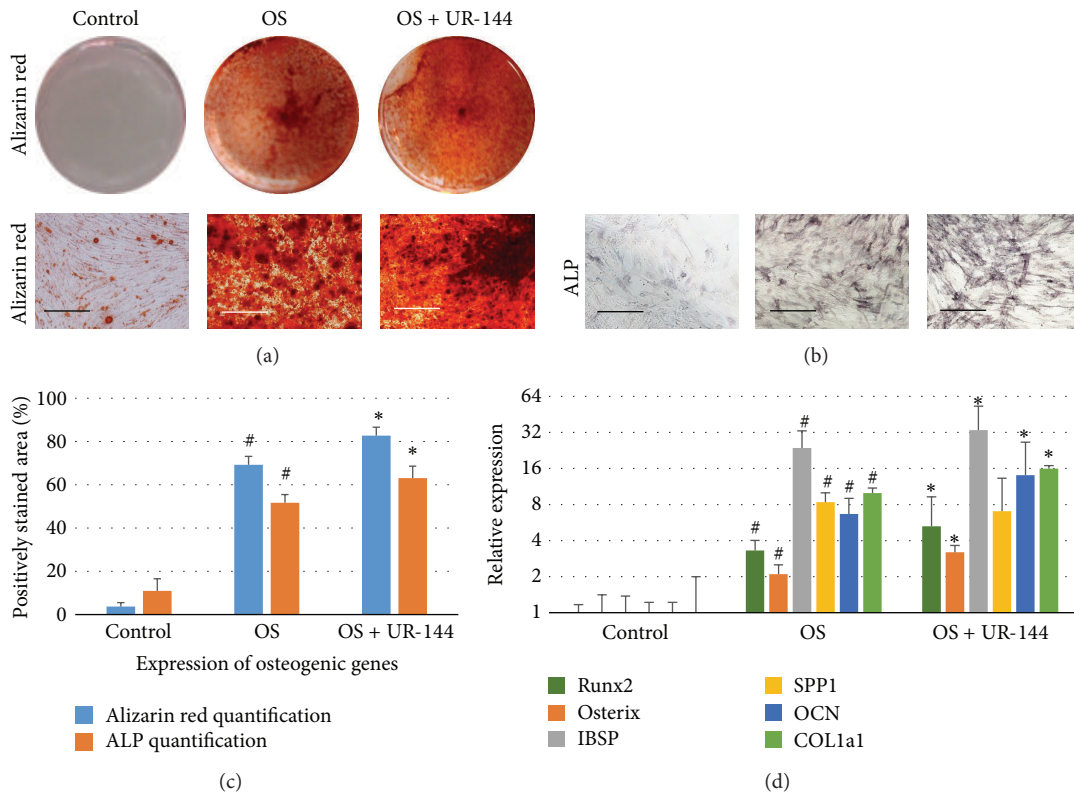 Control
OS
OS + UR-144
Alizarin red
Alizarin red
ALP
(a)
(b)
Positively stained area (%)
100
80
60
40
20
0
#
#
*
*
Control
OS
OS + UR-144
Expression of osteogenic genes
Alizarin red quantification
ALP quantification
(c)
Relative expression
64
32
16
8
4
2
1
#
#
#
#
#
#
*
*
*
*
*
Control
OS
OS + UR-144
Runx2
Osterix
IBSP
SPP1
OCN
COL1a1
(d)